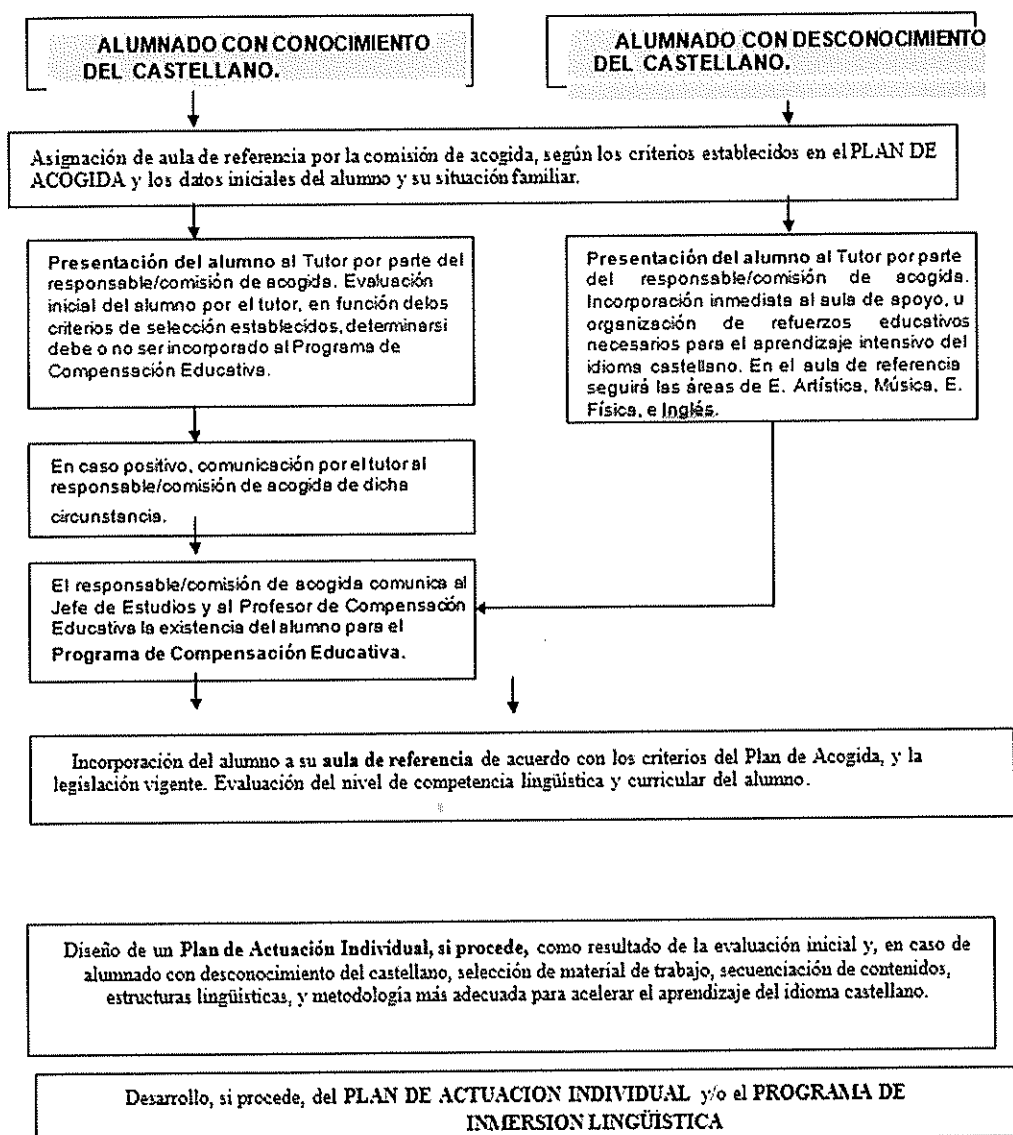 ALUMNADO CON CONOCIMIENTO
DEL CASTELLANO.
ALUMNADO CON DESCONOCIMIENTO
DEL CASTELLANO.
Asignación de aula de referencia por la comisión de acogida, según los criterios establecidos en el PLAN DE
ACOGIDA y los datos iniciales del alumno y su situación familiar.
Presentación del alumno al Tutor por parte del
responsable/comisión de acogida. Evaluación
inicial del alumno por el tutor, en función delos
criterios de selección establecidos, determinarsi
debe o no ser incorporado al Programa de
Compensación Educativa.
Presentación del alumno al Tutor por parte
del responsable/comisión de acogida.
Incorporación inmediata al aula de apoyo, u
organización de refuerzos educativos
necesarios para el aprendizaje intensivo del
idioma castellano. En el aula de referencia
seguirá las áreas de E. Artística, Música, E.
Física, e Inglés.
En caso positivo, comunicación por el tutor al
responsable/comisión de acogida de dicha
circunstancia.
El responsable/comisión de acogida comunica al
Jefe de Estudios y al Profesor de Compensación
Educativa la existencia del alumno para el
Programa de Compensación Educativa.
Incorporación del alumno a su aula de referencia de acuerdo con los criterios del Plan de Acogida, y la
legislación vigente. Evaluación del nivel de competencia lingüística y curricular del alumno.
Diseño de un Plan de Actuación Individual, si procede, como resultado de la evaluación inicial y, en caso de
alumnado con desconocimiento del castellano, selección de material de trabajo, secuenciación de contenidos,
estructuras lingüísticas, y metodología más adecuada para acelerar el aprendizaje del idioma castellano.
Desarrollo, si procede, del PLAN DE ACTUACION INDIVIDUAL y/o el PROGRAMA DE
INMERSION LINGÜÍSTICA